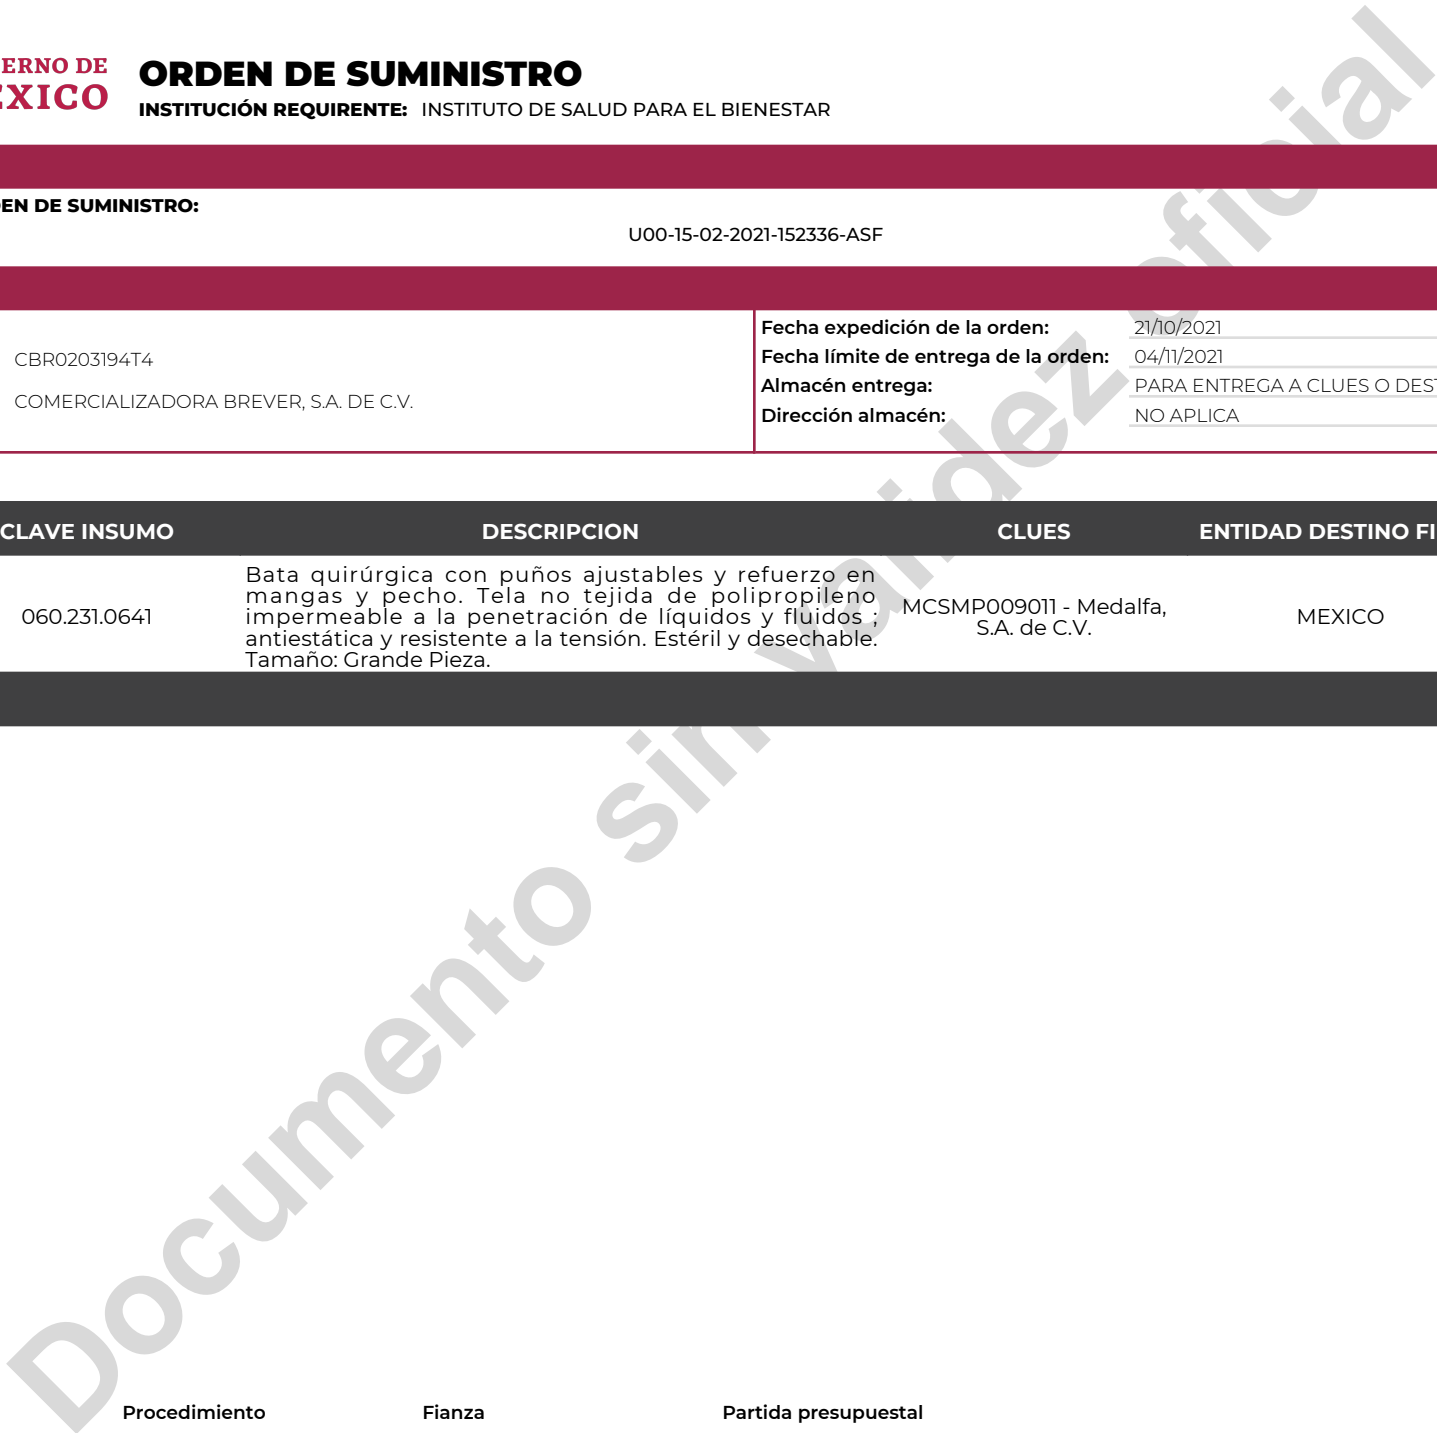 ERNO DE
EXICO
ORDEN DE SUMINISTRO
INSTITUCIÓN REQUIRENTE: INSTITUTO DE SALUD PARA EL BIENESTAR
EN DE SUMINISTRO:
U00-15-02-2021-152336-ASF
CBR0203194T4
COMERCIALIZADORA BREVER, S.A. DE C.V.
Fecha expedición de la orden: 21/10/2021
Fecha límite de entrega de la orden: 04/11/2021
Almacén entrega: PARA ENTREGA A CLUES O DEST
Dirección almacén: NO APLICA
CLAVE INSUMO DESCRIPCION CLUES ENTIDAD DESTINO FI
060.231.0641
Bata quirúrgica con puños ajustables y refuerzo en
mangas y pecho. Tela no tejida de polipropileno
impermeable a la penetración de líquidos y fluidos ;
antiestática y resistente a la tensión. Estéril y desechable.
Tamaño: Grande Pieza.
MCSMP009011 - Medalfa,
S.A. de C.V.
MEXICO
Documento sin validez oficial
Procedimiento Fianza Partida presupuestal